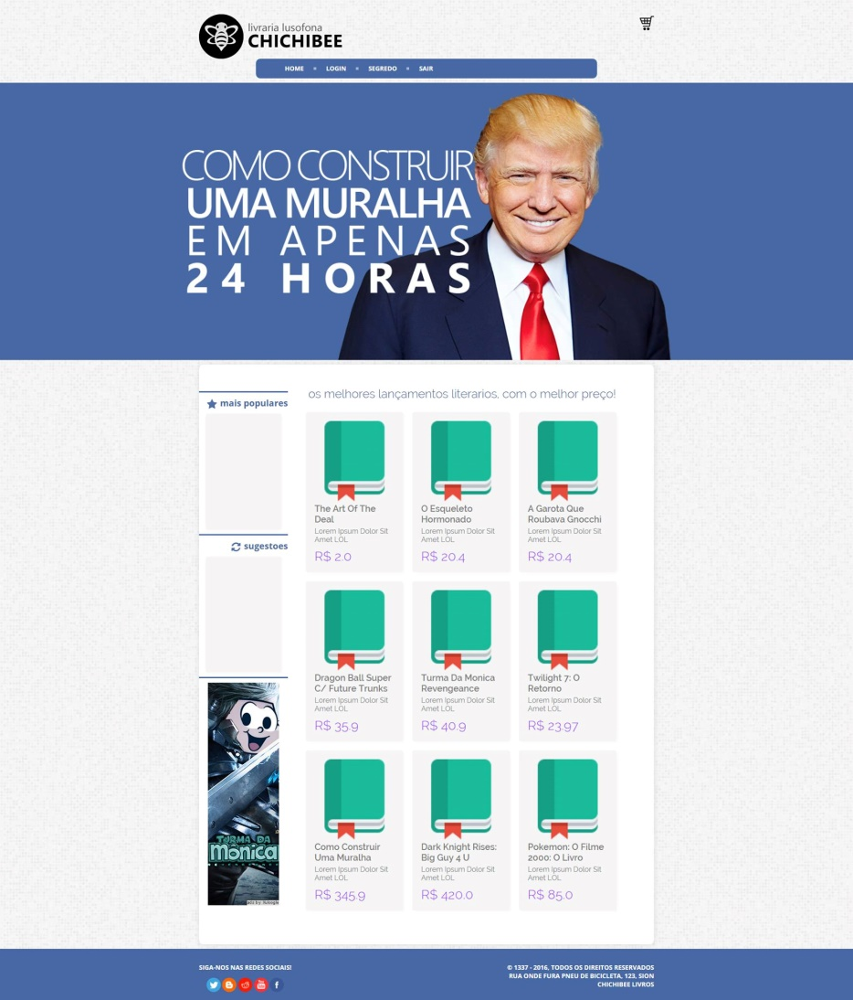 livraria lusofona
CHICHIBEE
HOME
LOGIN
SEGREDO
SAIR
COMO CONSTRUIR
UMA MURALHA
EM APENAS
24 HORAS
mais populares
os melhores lançamentos literarios, com o melhor preço!
The Art Of The
Deal
Lorem Ipsum Dolor Sit
Amet LOL
R$ 2.0
O Esqueleto
Hormonado
Lorem Ipsum Dolor Sit
Amet LOL
R$ 20.4
A Garota Que
Roubava Gnocchi
Lorem Ipsum Dolor Sit
Amet LOL
R$ 20.4
sugestoes
Dragon Ball Super
C/ Future Trunks
Lorem Ipsum Dolor Sit
Amet LOL
R$ 35.9
Turma Da Monica
Revengeance
Lorem Ipsum Dolor Sit
Amet LOL
R$ 40.9
Twilight 7: O
Retorno
Lorem Ipsum Dolor Sit
Amet LOL
R$ 23.97
TURMA DA
Mônica
Como Construir
Uma Muralha
Lorem Ipsum Dolor Sit
Amet LOL
R$ 345.9
Dark Knight Rises:
Big Guy 4 U
Lorem Ipsum Dolor Sit
Amet LOL
R$ 420.0
Pokemon: O Filme
2000: O Livro
Lorem Ipsum Dolor Sit
Amet LOL
R$ 85.0
SIGA-NOS NAS REDES SOCIAIS!
© 1337 - 2016, TODOS OS DIREITOS RESERVADOS
RUA ONDE FURA PNEU DE BICICLETA, 123, SION
CHICHIBEE LIVROS